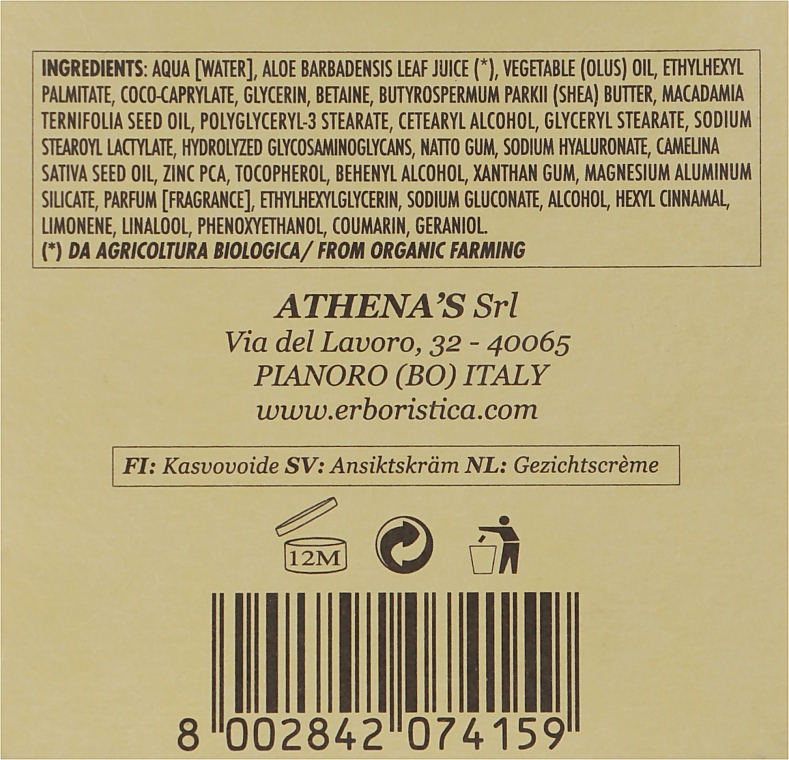 INGREDIENTS: AQUA [WATER], ALOE BARBADENSIS LEAF JUICE (*), VEGETABLE (OLUS) OIL, ETHYLHEXYL
PALMITATE, COCO-CAPRYLATE, GLYCERIN, BETAINE, BUTYROSPERMUM PARKII (SHEA) BUTTER, MACADAMIA
TERNIFOLIA SEED OIL, POLYGLYCERYL-3 STEARATE, CETEARYL ALCOHOL, GLYCERYL STEARATE, SODIUM
STEAROYL LACTYLATE, HYDROLYZED GLYCOSAMINOGLYCANS, NATTO GUM, SODIUM HYALURONATE, CAMELINA
SATIVA SEED OIL, ZINC PCA, TOCOPHEROL, BEHENYL ALCOHOL, XANTHAN GUM, MAGNESIUM ALUMINUM
SILICATE, PARFUM [FRAGRANCE], ETHYLHEXYLGLYCERIN, SODIUM GLUCONATE, ALCOHOL, HEXYL CINNAMAL,
LIMONENE, LINALOOL, PHENOXYETHANOL, COUMARIN, GERANIOL.
(*) DA AGRICOLTURA BIOLOGICA/ FROM ORGANIC FARMING
ATHENA'S Srl
Via del Lavoro, 32 - 40065
PIANORO (BO) ITALY
www.erboristica.com
FI: Kasvovoide SV: Ansiktskräm NL: Gezichtscrème
12M
8 002842 074159